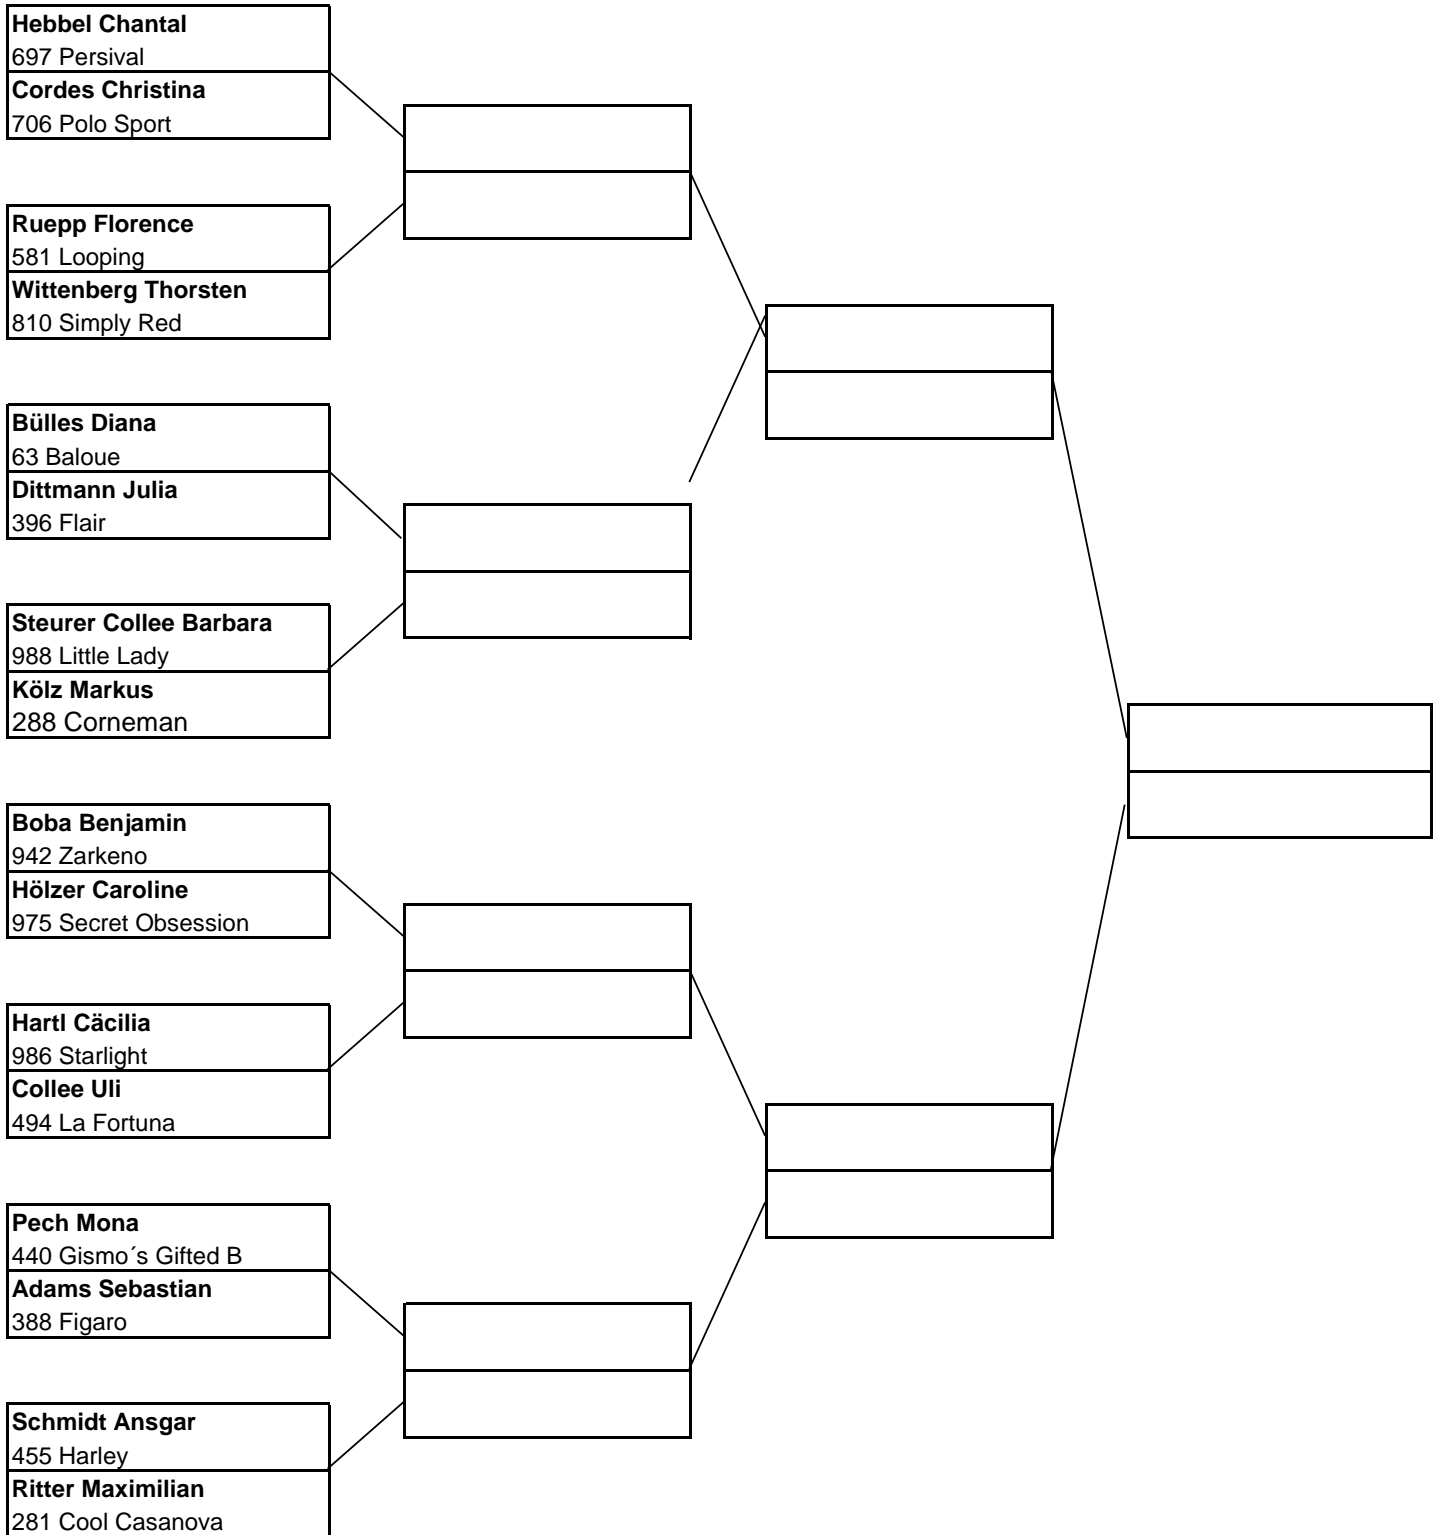 Hebbel Chantal
697 Persival
Cordes Christina
706 Polo Sport
Ruepp Florence
581 Looping
Wittenberg Thorsten
810 Simply Red
Bülles Diana
63 Baloue
Dittmann Julia
396 Flair
Steurer Collee Barbara
988 Little Lady
Kölz Markus
288 Corneman
Boba Benjamin
942 Zarkeno
Hölzer Caroline
975 Secret Obsession
Hartl Cäcilia
986 Starlight
Collee Uli
494 La Fortuna
Pech Mona
440 Gismo´s Gifted B
Adams Sebastian
388 Figaro
Schmidt Ansgar
455 Harley
Ritter Maximilian
281 Cool Casanova